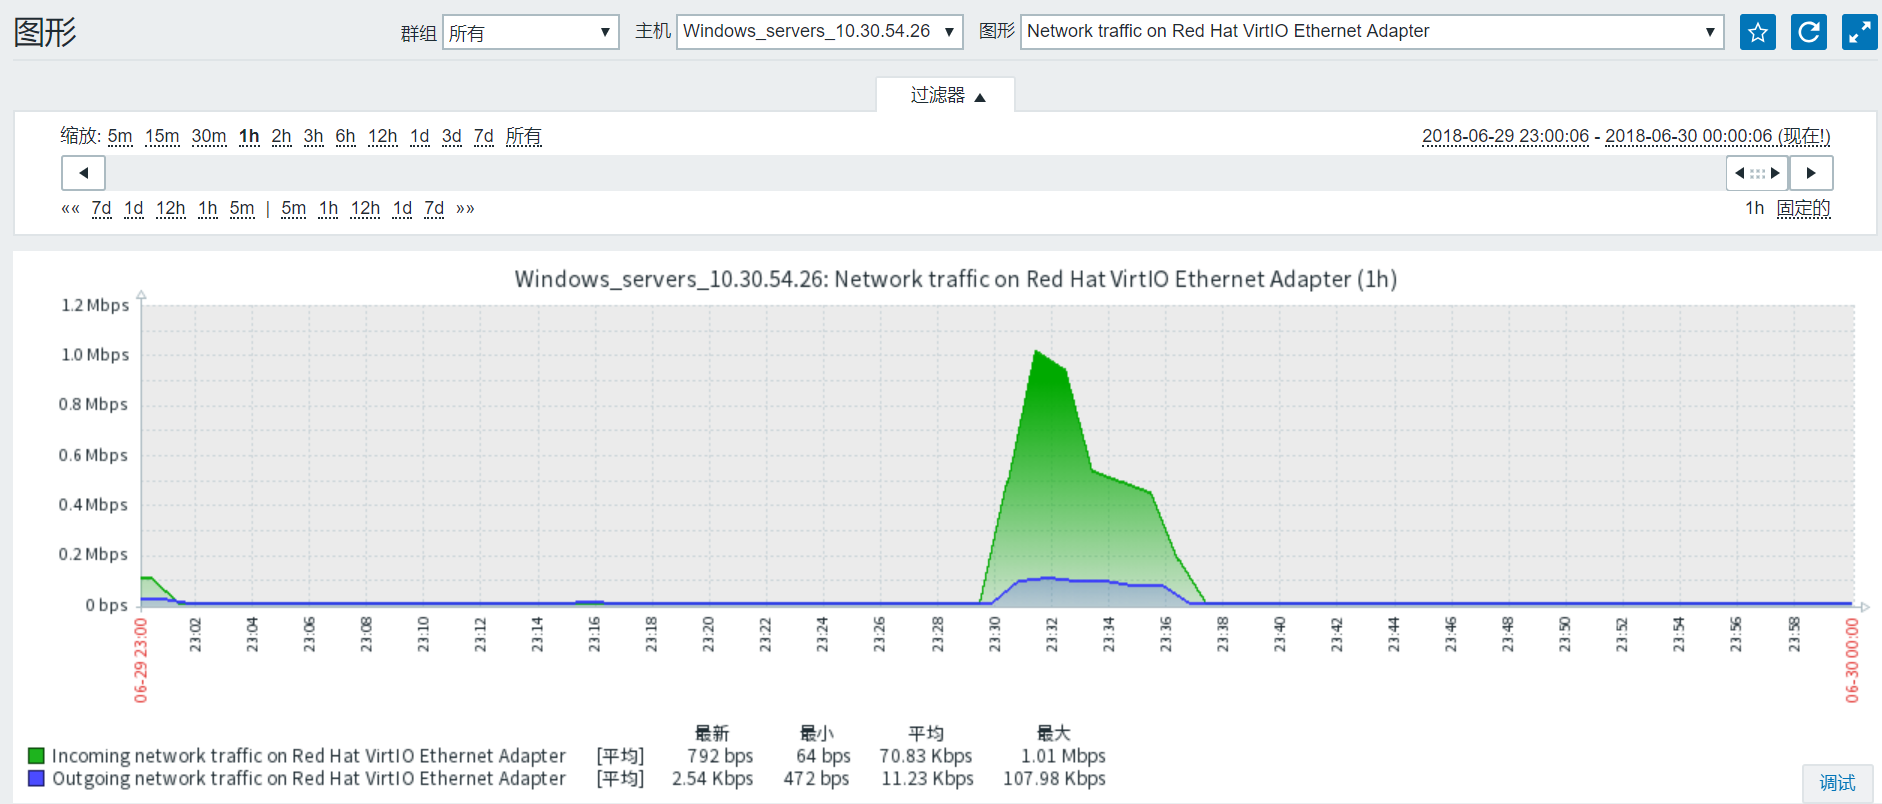 图形
群组 所有 ▼ 主机 Windows_servers_10.30.54.26 ▼ 图形 Network traffic on Red Hat VirtIO Ethernet Adapter ▼
过滤器 ▲
缩放: 5m 15m 30m 1h 2h 3h 6h 12h 1d 3d 7d 所有 2018-06-29 23:00:06 - 2018-06-30 00:00:06 (现在!)
«« 7d 1d 12h 1h 5m | 5m 1h 12h 1d 7d »» 1h 固定的
Windows_servers_10.30.54.26: Network traffic on Red Hat VirtIO Ethernet Adapter (1h)
1.2 Mbps
1.0 Mbps
0.8 Mbps
0.6 Mbps
0.4 Mbps
0.2 Mbps
0 bps
06-29 23:00 23:02 23:04 23:06 23:08 23:10 23:12 23:14 23:16 23:18 23:20 23:22 23:24 23:26 23:28 23:30 23:32 23:34 23:36 23:38 23:40 23:42 23:44 23:46 23:48 23:50 23:52 23:54 23:56 23:58 06-30 00:00
最新 最小 平均 最大
Incoming network traffic on Red Hat VirtIO Ethernet Adapter [平均] 792 bps 64 bps 70.83 Kbps 1.01 Mbps
Outgoing network traffic on Red Hat VirtIO Ethernet Adapter [平均] 2.54 Kbps 472 bps 11.23 Kbps 107.98 Kbps
调试